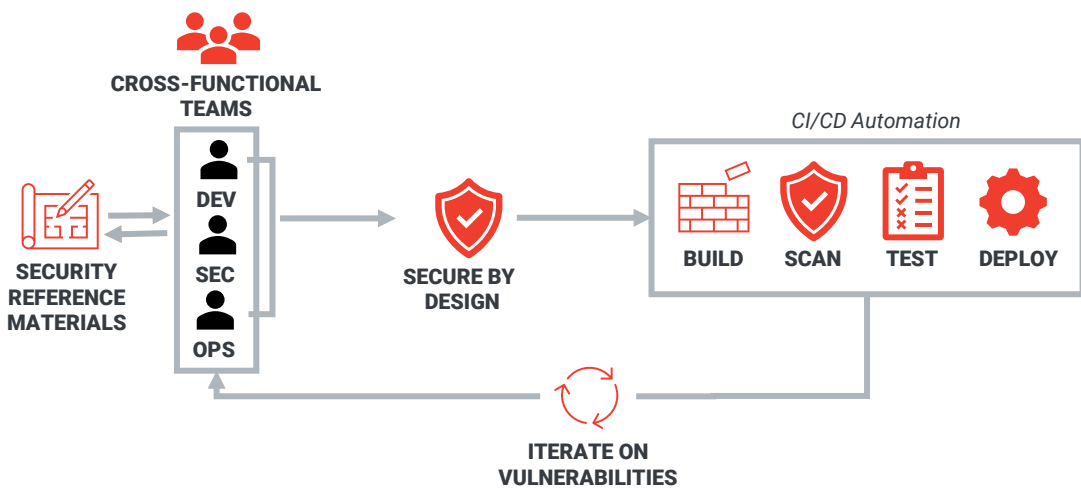 CROSS-FUNCTIONAL
TEAMS
CI/CD Automation
DEV
SEC
OPS
SECURITY
REFERENCE
MATERIALS
SECURE BY
DESIGN
BUILD
SCAN
TEST
DEPLOY
ITERATE ON
VULNERABILITIES